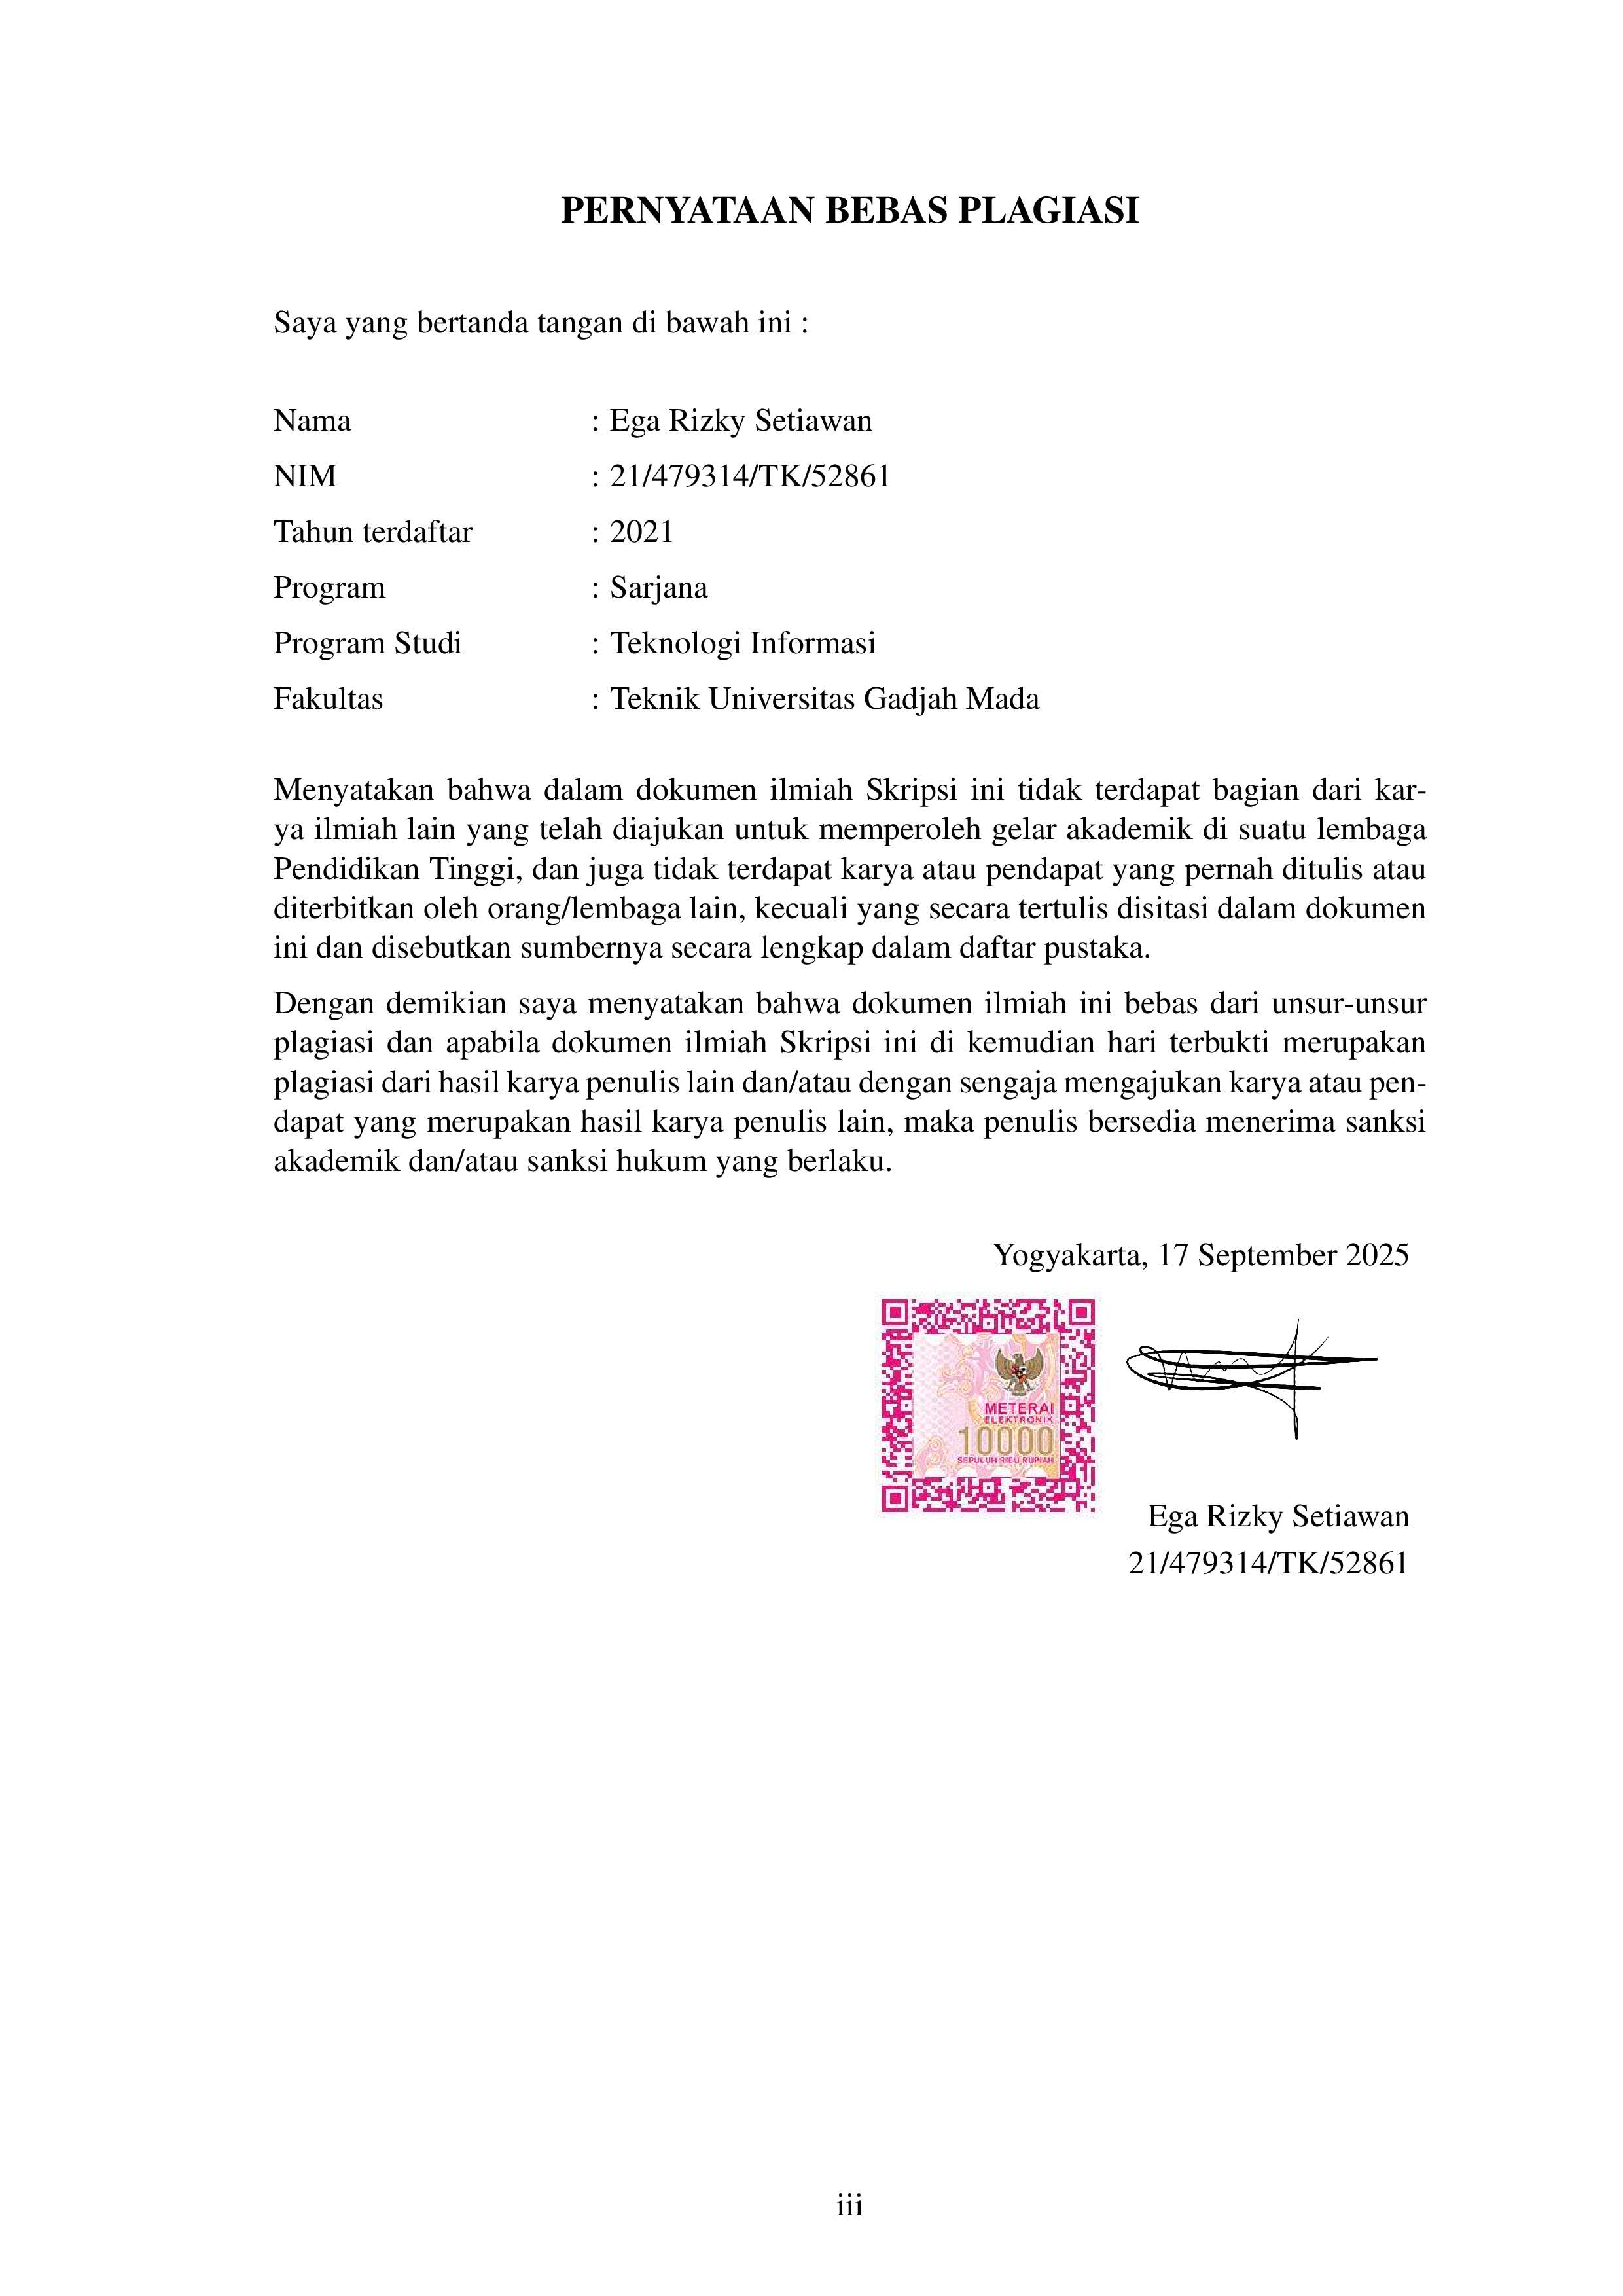 PERNYATAAN BEBAS PLAGIASI
Saya yang bertanda tangan di bawah ini :
Nama : Ega Rizky Setiawan
NIM : 21/479314/TK/52861
Tahun terdaftar : 2021
Program : Sarjana
Program Studi : Teknologi Informasi
Fakultas : Teknik Universitas Gadjah Mada
Menyatakan bahwa dalam dokumen ilmiah Skripsi ini tidak terdapat bagian dari kar-
ya ilmiah lain yang telah diajukan untuk memperoleh gelar akademik di suatu lembaga
Pendidikan Tinggi, dan juga tidak terdapat karya atau pendapat yang pernah ditulis atau
diterbitkan oleh orang/lembaga lain, kecuali yang secara tertulis disitasi dalam dokumen
ini dan disebutkan sumbernya secara lengkap dalam daftar pustaka.
Dengan demikian saya menyatakan bahwa dokumen ilmiah ini bebas dari unsur-unsur
plagiasi dan apabila dokumen ilmiah Skripsi ini di kemudian hari terbukti merupakan
plagiasi dari hasil karya penulis lain dan/atau dengan sengaja mengajukan karya atau pen-
dapat yang merupakan hasil karya penulis lain, maka penulis bersedia menerima sanksi
akademik dan/atau sanksi hukum yang berlaku.
Yogyakarta, 17 September 2025
METERAI
ELEKTRONIK
10000
SEPULUH RIBU RUPIAH
Ega Rizky Setiawan
21/479314/TK/52861
iii